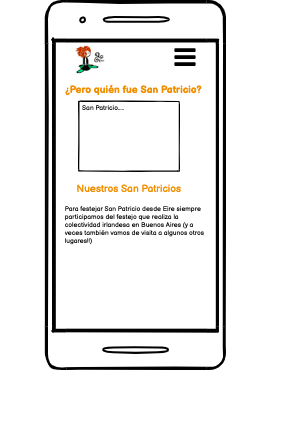 ¿Pero quién fue San Patricio?
San Patricio...
Nuestros San Patricios
Para festejar San Patricio desde Eire siempre
participamos del festejo que realiza la
colectividad irlandesa en Buenos Aires (y a
veces también vamos de visita a algunos otros
lugares!!)